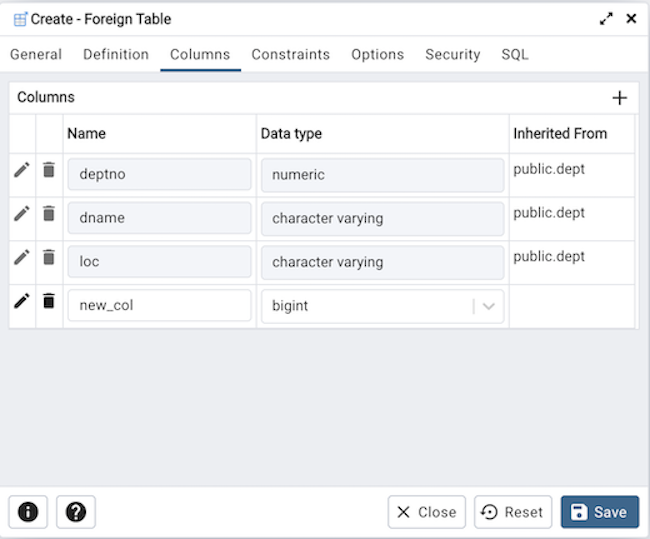 Create - Foreign Table
General Definition Columns Constraints Options Security SQL
Columns
Name Data type Inherited From
deptno numeric public.dept
dname character varying public.dept
loc character varying public.dept
new_col bigint
Close Reset Save